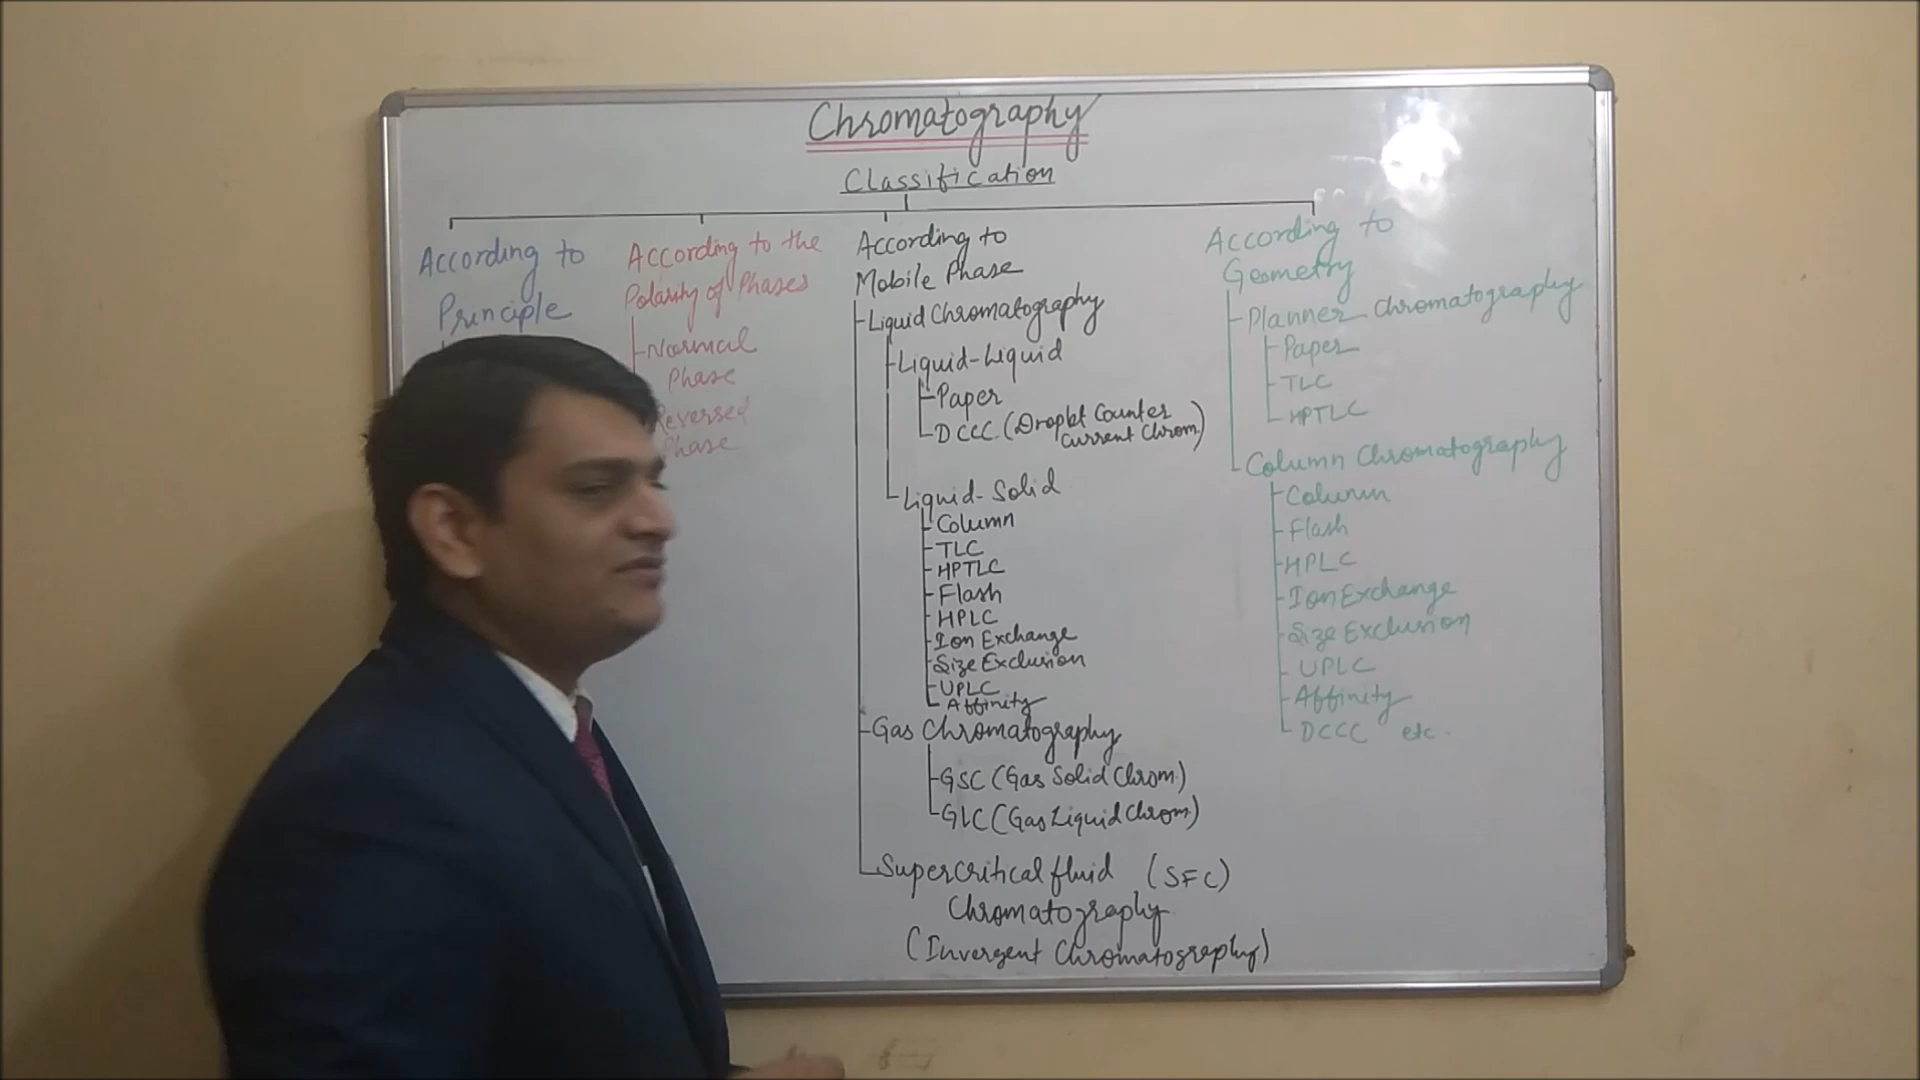 Chromatography
Classification
According to
Principle
According to the
Polarity of Phases
Normal
Phase
Reversed
Phase
According to
Mobile Phase
Liquid Chromatography
Liquid-Liquid
Paper
DCCC (Droplet Counter
current Chrom.)
Liquid-Solid
Column
TLC
HPTLC
Flash
HPLC
Ion Exchange
Size Exclusion
UPLC
Affinity
Gas Chromatography
GSC (Gas Solid Chrom.)
GLC (Gas Liquid Chrom.)
Supercritical fluid (SFC)
Chromatography
(Invergent Chromatography)
According to
Geometry
Planner Chromatography
Paper
TLC
HPTLC
Column Chromatography
Column
Flash
HPLC
Ion Exchange
Size Exclusion
UPLC
Affinity
DCCC etc.